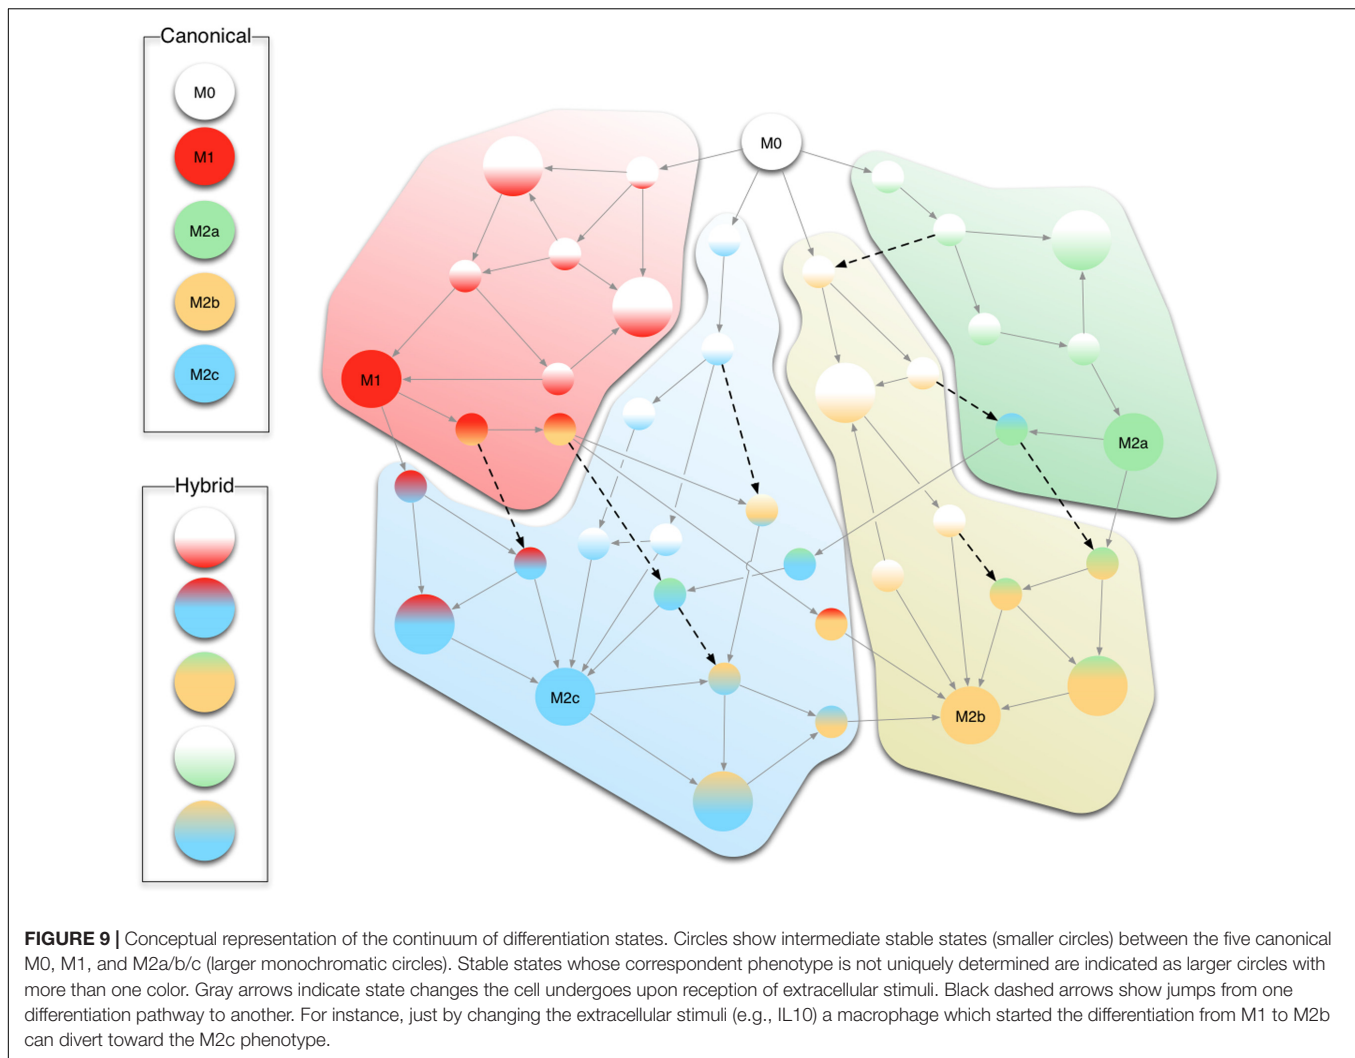 Canonical
M0
M1
M2a
M2b
M2c
Hybrid
M0
M1
M2a
M2c
M2b
FIGURE 9 | Conceptual representation of the continuum of differentiation states. Circles show intermediate stable states (smaller circles) between the five canonical
M0, M1, and M2a/b/c (larger monochromatic circles). Stable states whose correspondent phenotype is not uniquely determined are indicated as larger circles with
more than one color. Gray arrows indicate state changes the cell undergoes upon reception of extracellular stimuli. Black dashed arrows show jumps from one
differentiation pathway to another. For instance, just by changing the extracellular stimuli (e.g., IL10) a macrophage which started the differentiation from M1 to M2b
can divert toward the M2c phenotype.